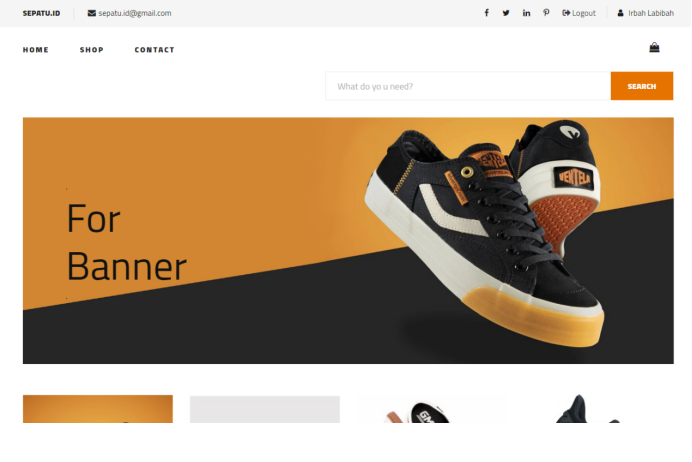 SEPATU.ID sepatu.id@gmail.com Logout Irbah Labibah
HOME SHOP CONTACT
What do yo u need? SEARCH
For
Banner
VENTELA
VENTELA